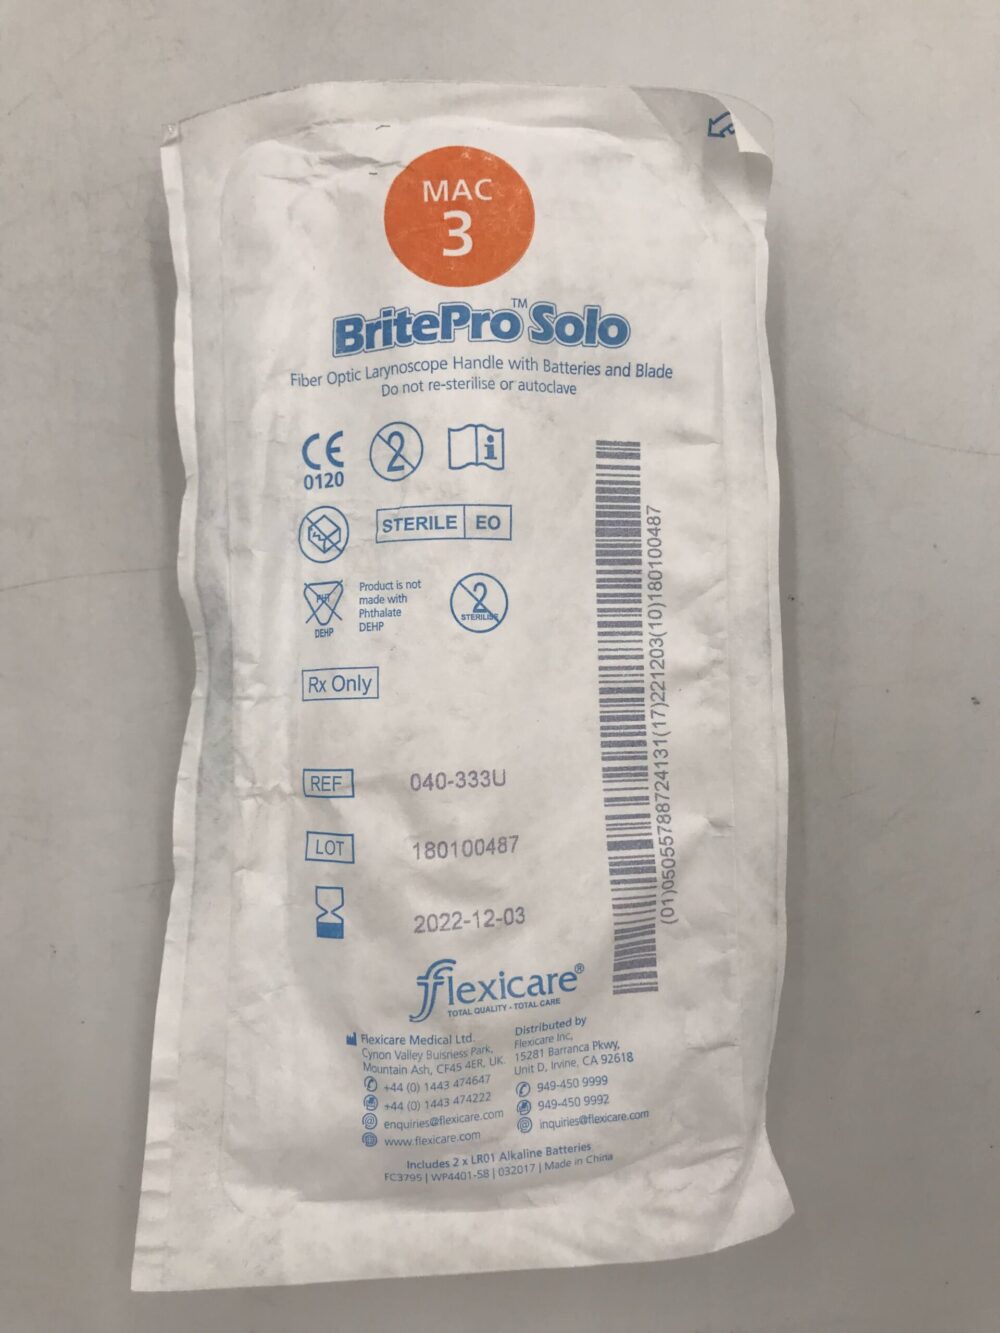 MAC
3
BritePro™ Solo
Fiber Optic Larynoscope Handle with Batteries and Blade
Do not re-sterilise or autoclave
CE
0120
2
i
STERILE EO
PHT
DEHP
Product is not
made with
Phthalate
DEHP
2
STERILISE
Rx Only
REF 040-333U
LOT 180100487
2022-12-03
(01)05055788724131(17)221203(10)180100487
flexicare®
TOTAL QUALITY - TOTAL CARE
Flexicare Medical Ltd.
Cynon Valley Buisness Park,
Mountain Ash, CF45 4ER, UK.
+44 (0) 1443 474647
+44 (0) 1443 474222
enquiries@flexicare.com
www.flexicare.com
Distributed by
Flexicare Inc,
15281 Barranca Pkwy,
Unit D, Irvine, CA 92618
949-450 9999
949-450 9992
inquiries@flexicare.com
Includes 2 x LR01 Alkaline Batteries
FC3795 | WP4401-58 | 032017 | Made in China